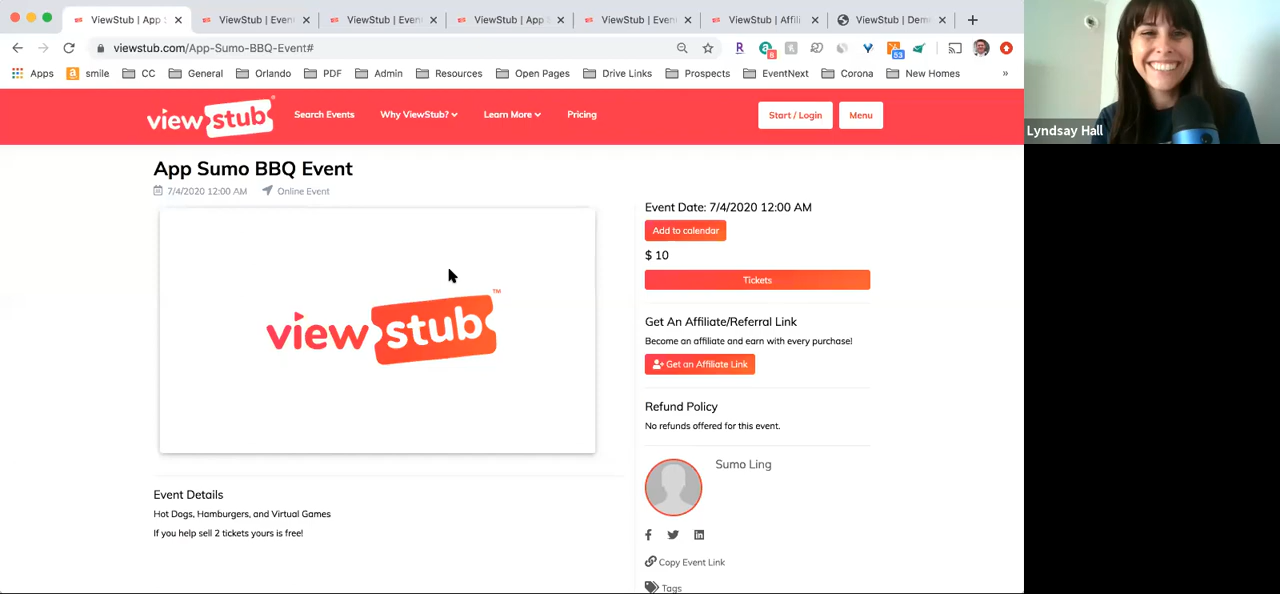 ViewStub | App
ViewStub | Even
ViewStub | Even
ViewStub | App
ViewStub | Even
ViewStub | Affili
ViewStub | Dem
viewstub.com/App-Sumo-BBQ-Event#
53
Apps
smile
CC
General
Orlando
PDF
Admin
Resources
Open Pages
Drive Links
Prospects
EventNext
Corona
New Homes
»
view stub
Search Events
Why ViewStub?
Learn More
Pricing
Start / Login
Menu
App Sumo BBQ Event
7/4/2020 12:00 AM
Online Event
view stub™
Event Details
Hot Dogs, Hamburgers, and Virtual Games
If you help sell 2 tickets yours is free!
Event Date: 7/4/2020 12:00 AM
Add to calendar
$ 10
Tickets
Get An Affiliate/Referral Link
Become an affiliate and earn with every purchase!
Get an Affiliate Link
Refund Policy
No refunds offered for this event.
Sumo Ling
Copy Event Link
Tags
Lyndsay Hall